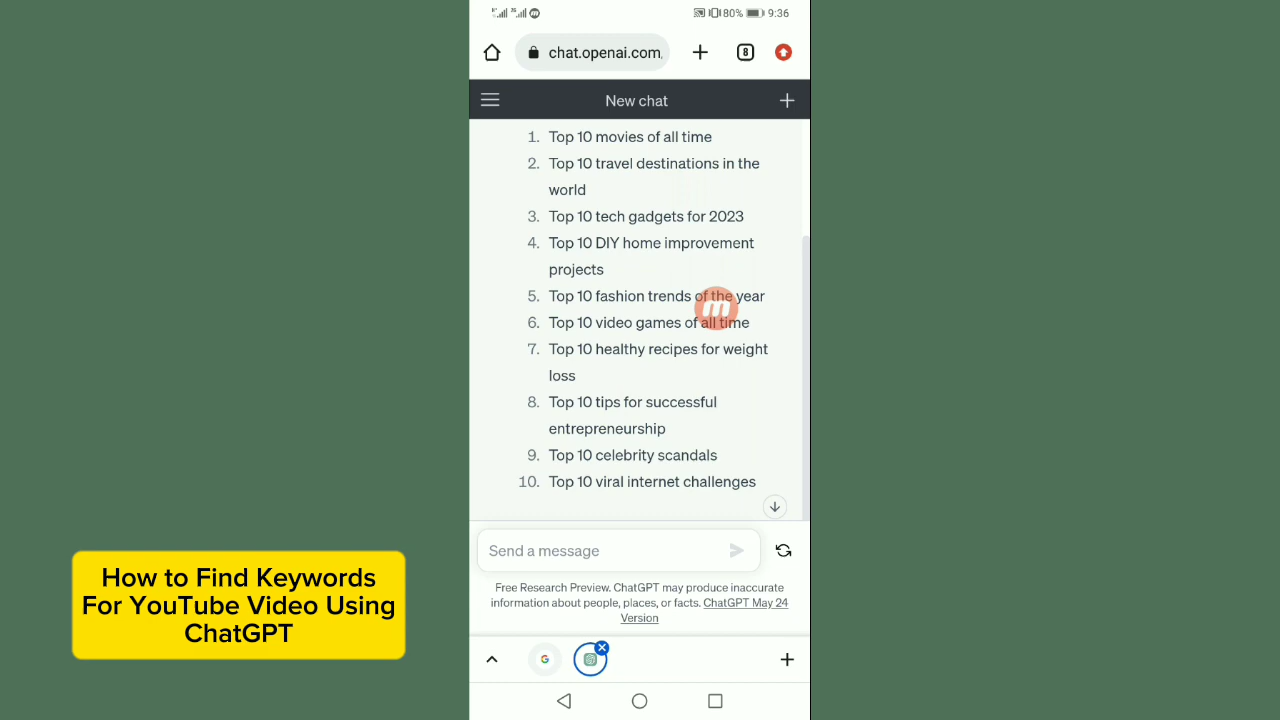 80% 9:36
chat.openai.com
8
New chat
1. Top 10 movies of all time
2. Top 10 travel destinations in the
world
3. Top 10 tech gadgets for 2023
4. Top 10 DIY home improvement
projects
5. Top 10 fashion trends of the year
6. Top 10 video games of all time
7. Top 10 healthy recipes for weight
loss
8. Top 10 tips for successful
entrepreneurship
9. Top 10 celebrity scandals
10. Top 10 viral internet challenges
Send a message
Free Research Preview. ChatGPT may produce inaccurate
information about people, places, or facts. ChatGPT May 24
Version
How to Find Keywords
For YouTube Video Using
ChatGPT